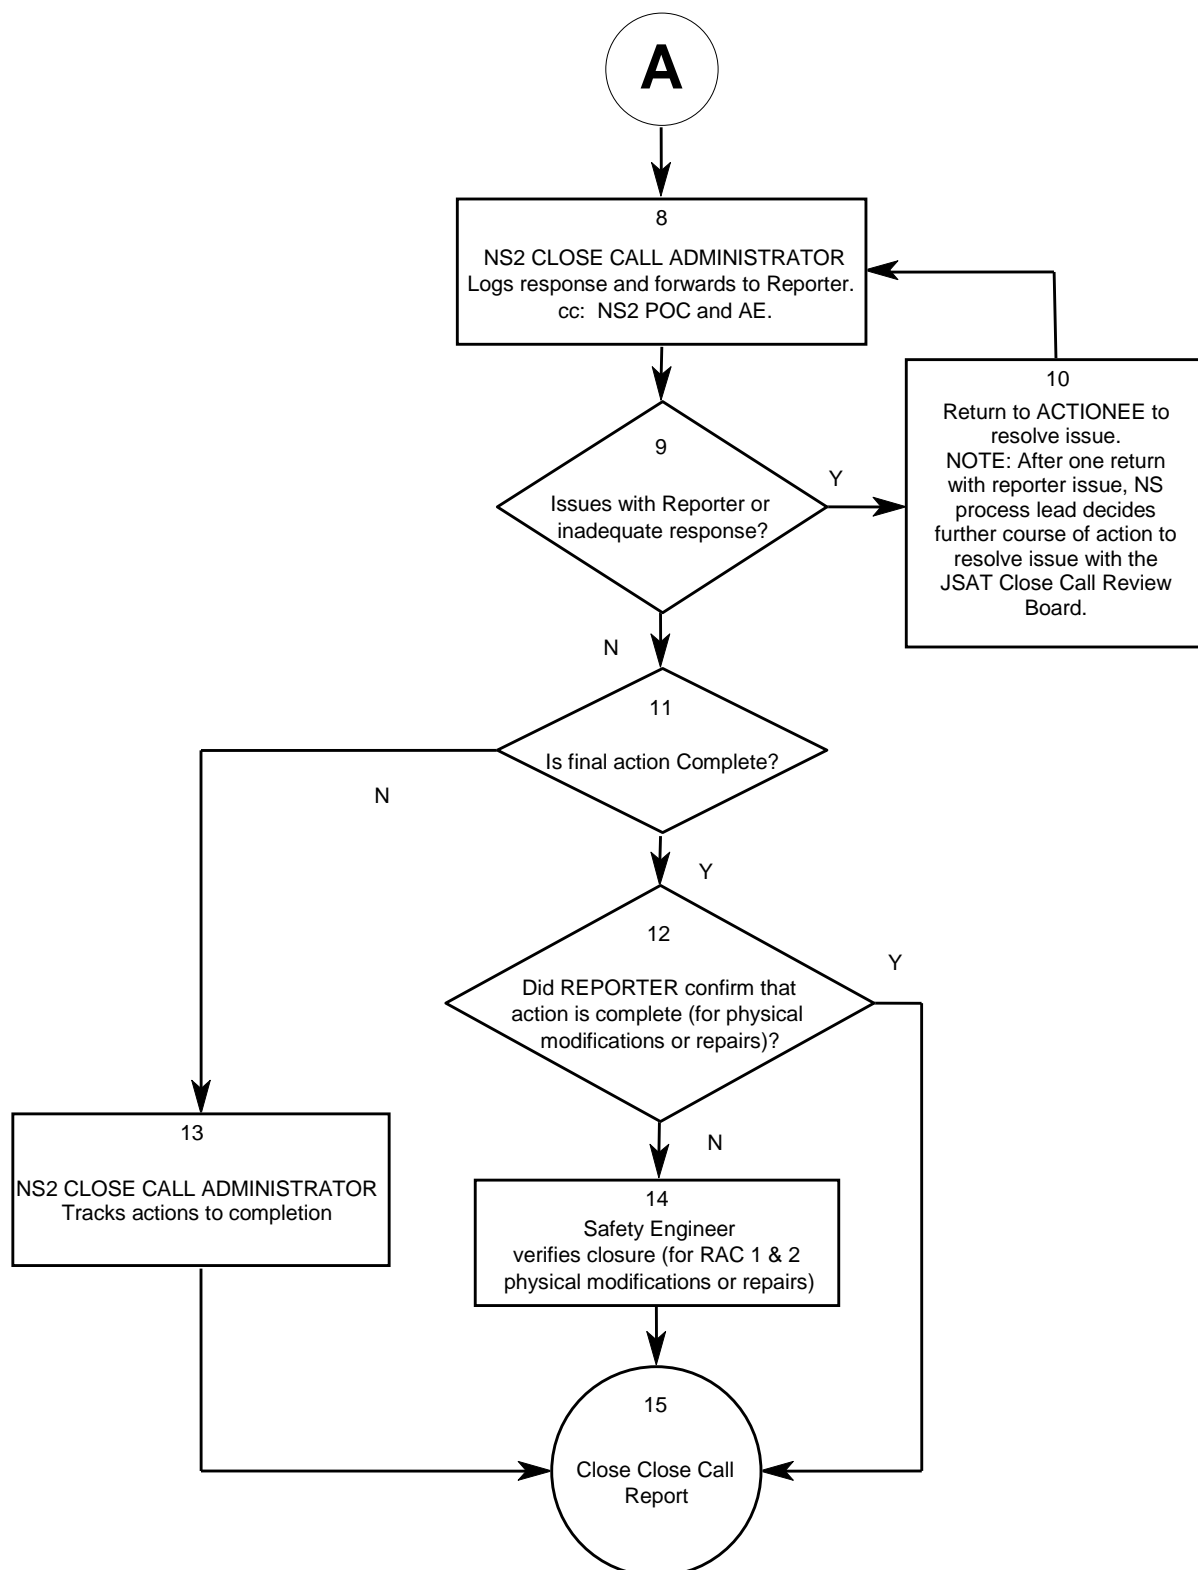 A
8
NS2 CLOSE CALL ADMINISTRATOR
Logs response and forwards to Reporter.
cc:  NS2 POC and AE.
10
Return to ACTIONEE to
resolve issue.
NOTE: After one return
with reporter issue, NS
process lead decides
further course of action to
resolve issue with the
JSAT Close Call Review
Board.
9
Issues with Reporter or
inadequate response?
Y
N
11
Is final action Complete?
N
Y
12
Did REPORTER confirm that
action is complete (for physical
modifications or repairs)?
Y
N
13
NS2 CLOSE CALL ADMINISTRATOR
Tracks actions to completion
14
Safety Engineer
verifies closure (for RAC 1 & 2
physical modifications or repairs)
15
Close Close Call
Report